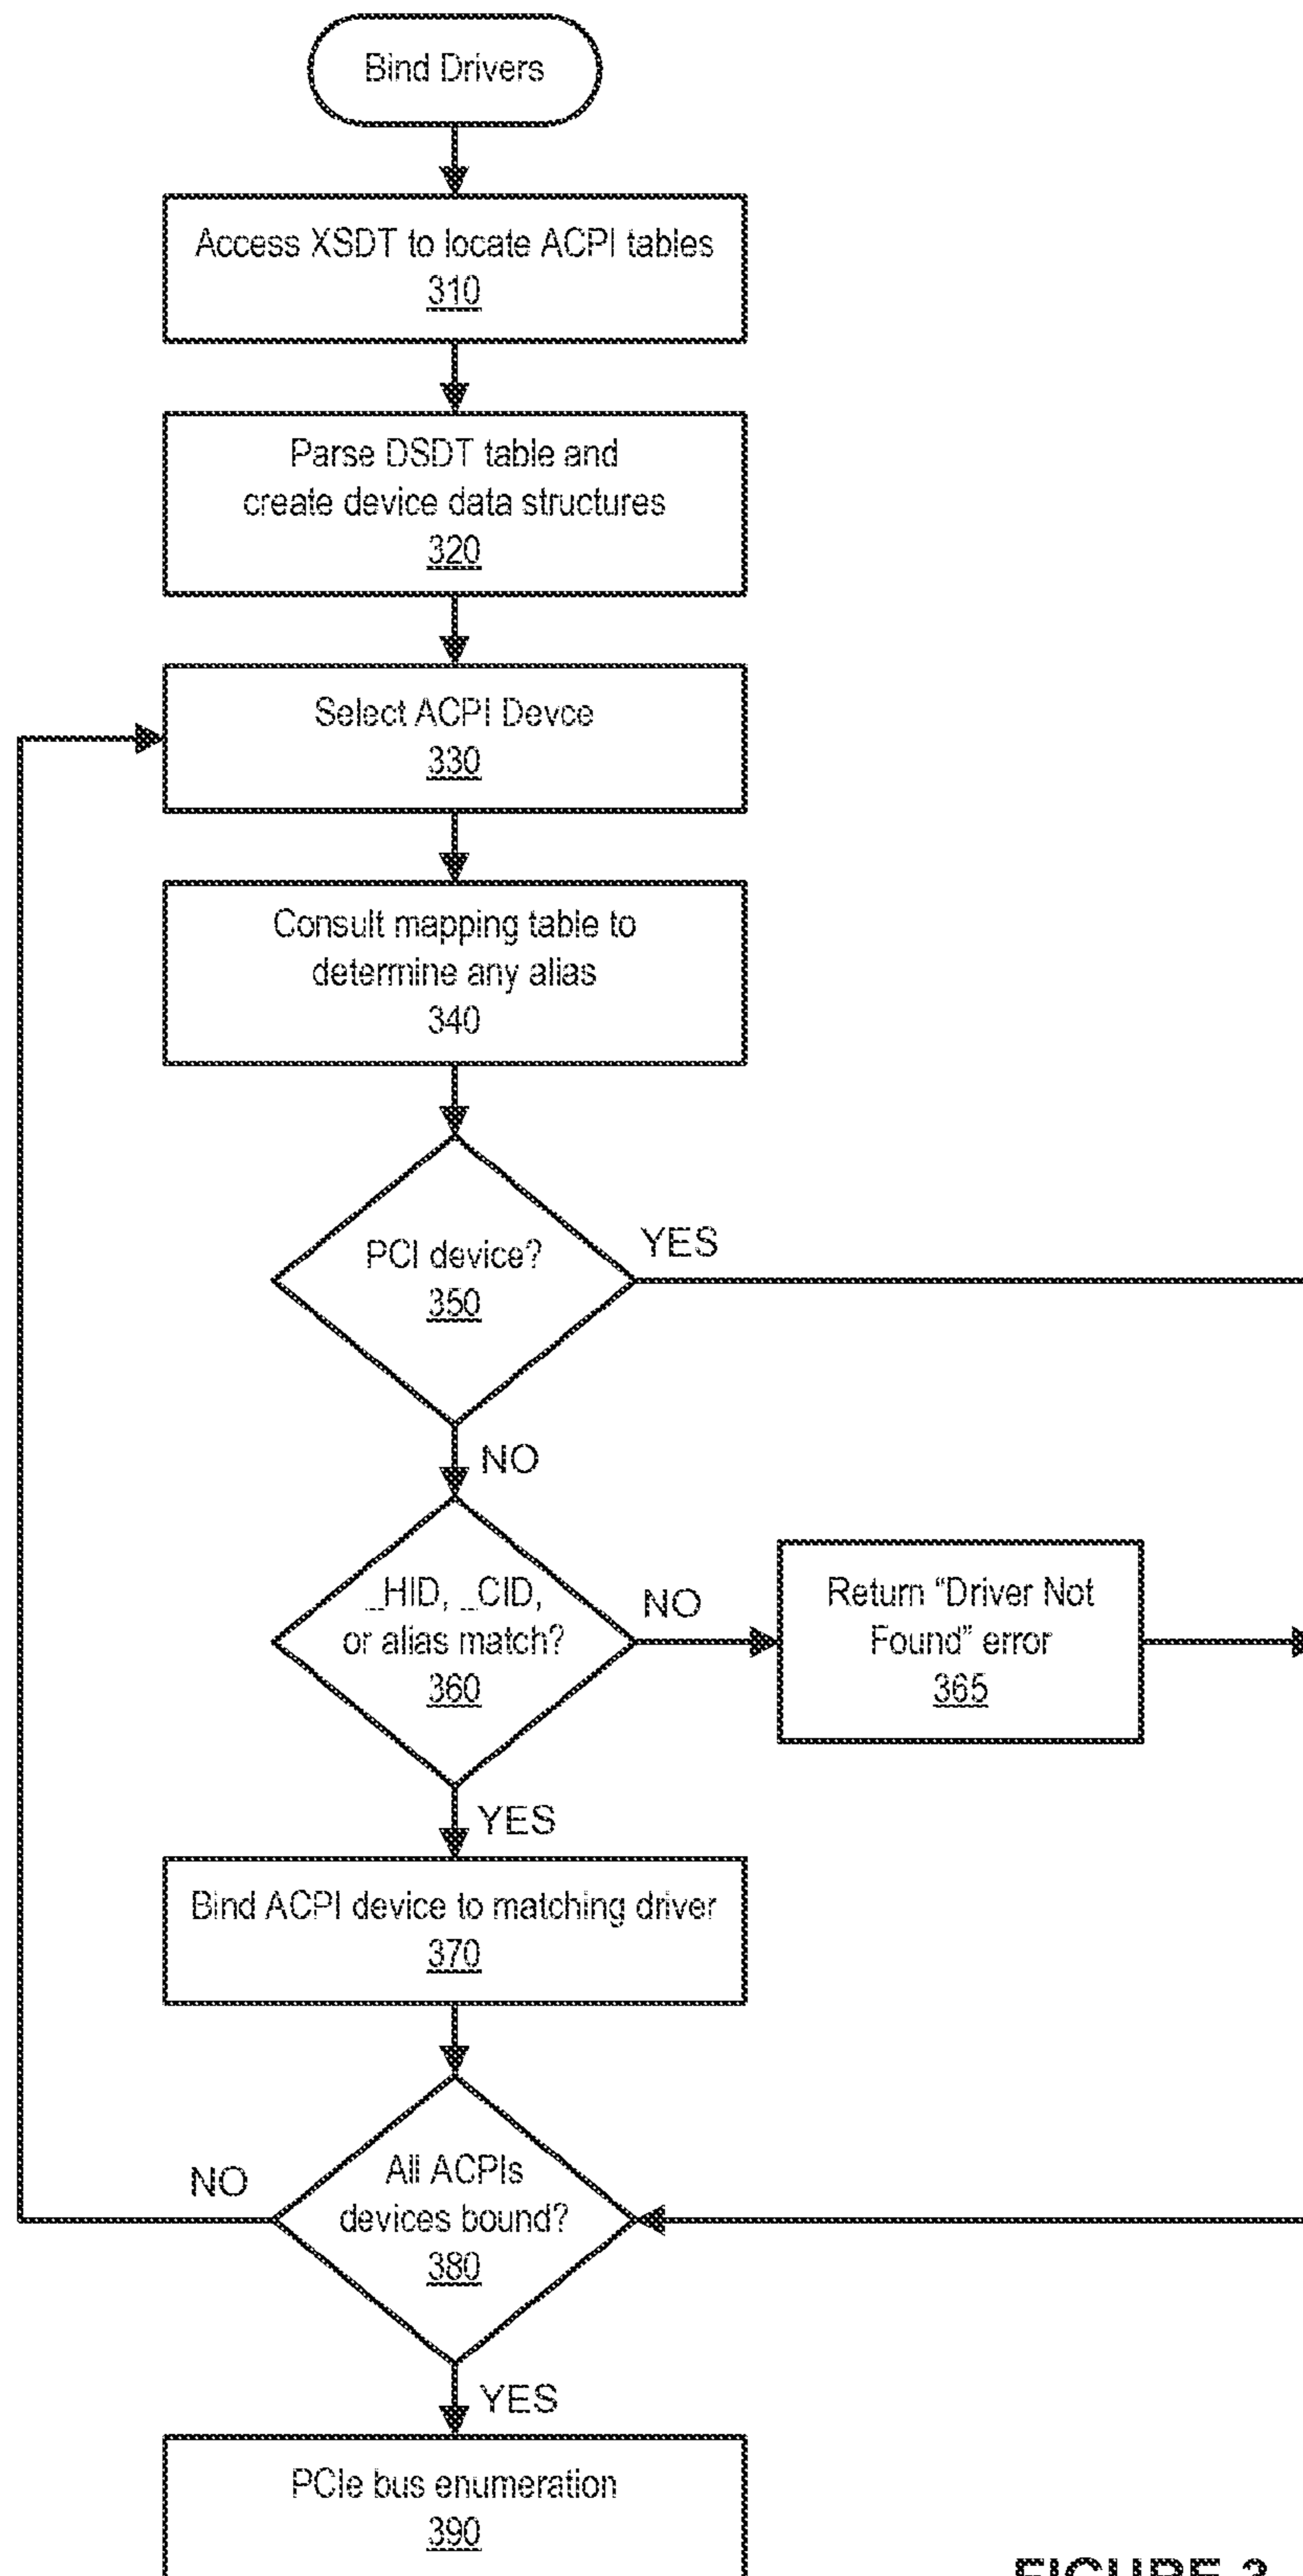 Bind Drivers
Access XSDT to locate ACPI tables
310
Parse DSDT table and
create device data structures
320
Select ACPI Devce
330
Consult mapping table to
determine any alias
340
PCI device?
350
YES
NO
_HID, _CID,
or alias match?
360
NO
Return “Driver Not
Found” error
365
YES
Bind ACPI device to matching driver
370
All ACPIs
devices bound?
380
NO
YES
PCIe bus enumeration
390
FIGURE 3